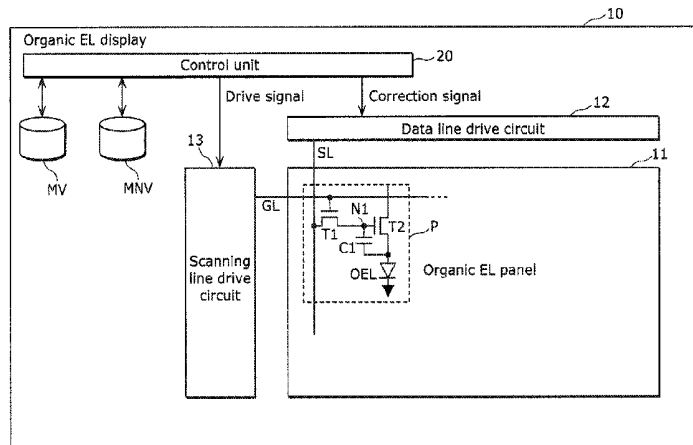 10
Organic EL display
20
Control unit
Drive signal
Correction signal
12
Data line drive circuit
MV
MNV
13
SL
11
GL
N1
T2
P
T1
C1
OEL
Organic EL panel
Scanning
line drive
circuit